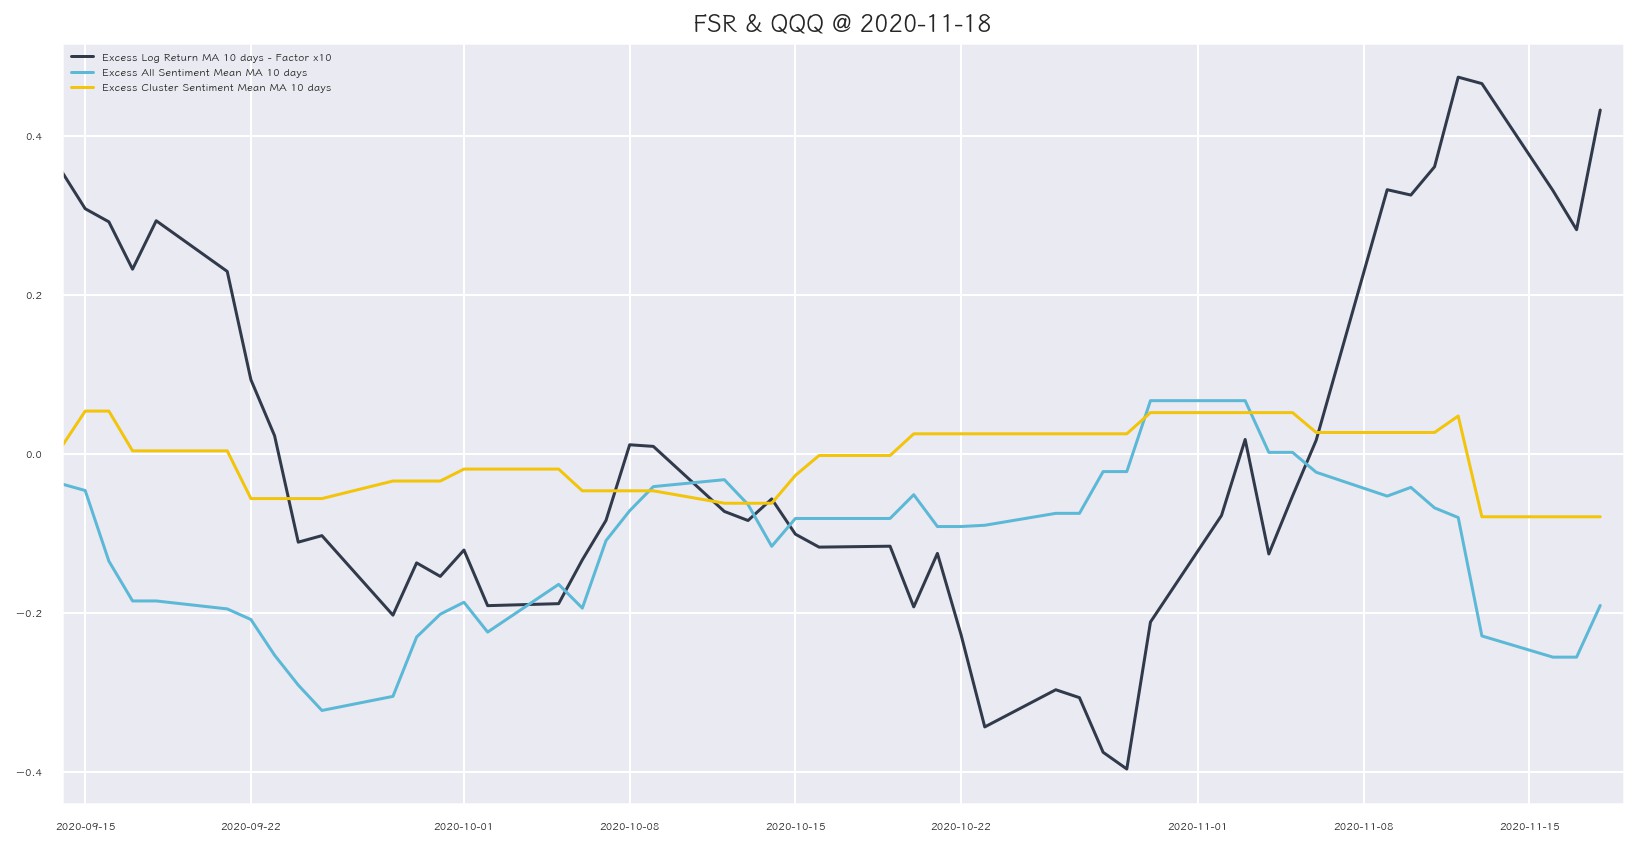 FSR & QQQ @ 2020-11-18
Excess Log Return MA 10 days - Factor x10
Excess All Sentiment Mean MA 10 days
Excess Cluster Sentiment Mean MA 10 days
0.4
0.2
0.0
−0.2
−0.4
2020-09-15 2020-09-22 2020-10-01 2020-10-08 2020-10-15 2020-10-22 2020-11-01 2020-11-08 2020-11-15